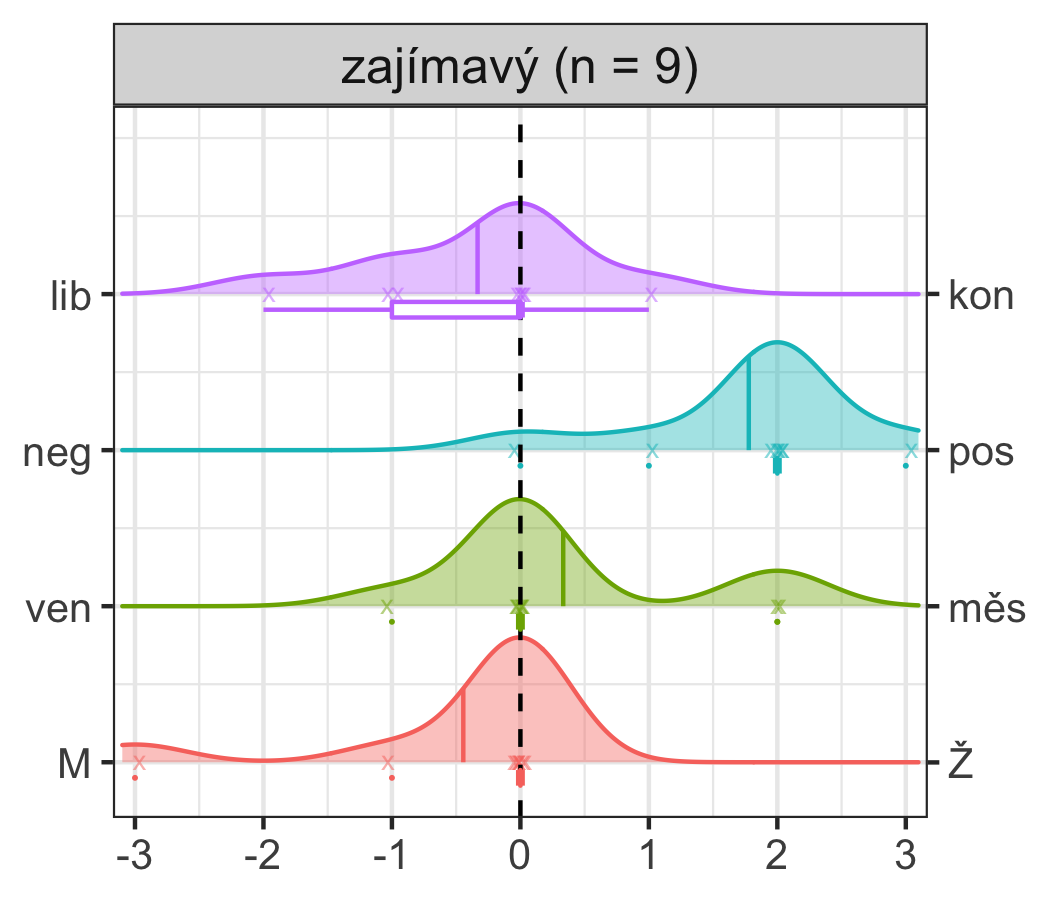 zajímavý (n = 9)
lib kon
neg pos
ven měs
M Ž
-3 -2 -1 0 1 2 3